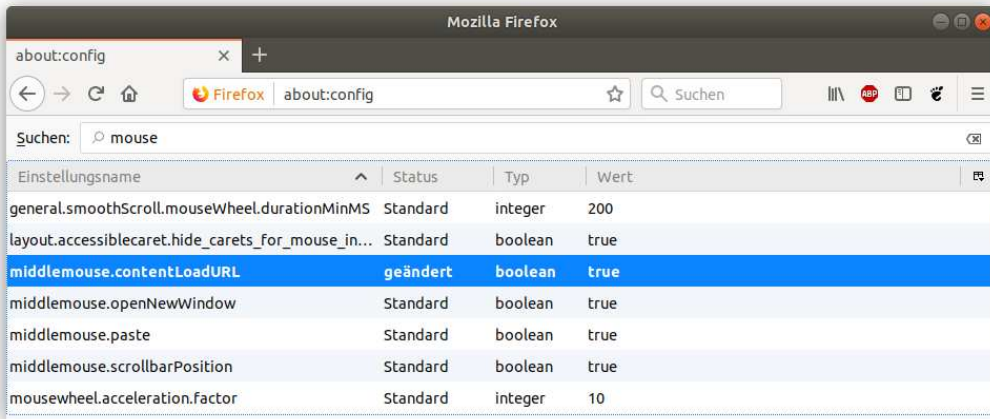 Mozilla Firefox
about:config
Firefox about:config Suchen ABP
Suchen: mouse
Einstellungsname Status Typ Wert
general.smoothScroll.mouseWheel.durationMinMS Standard integer 200
layout.accessiblecaret.hide_carets_for_mouse_in... Standard boolean true
middlemouse.contentLoadURL geändert boolean true
middlemouse.openNewWindow Standard boolean true
middlemouse.paste Standard boolean true
middlemouse.scrollbarPosition Standard boolean true
mousewheel.acceleration.factor Standard integer 10